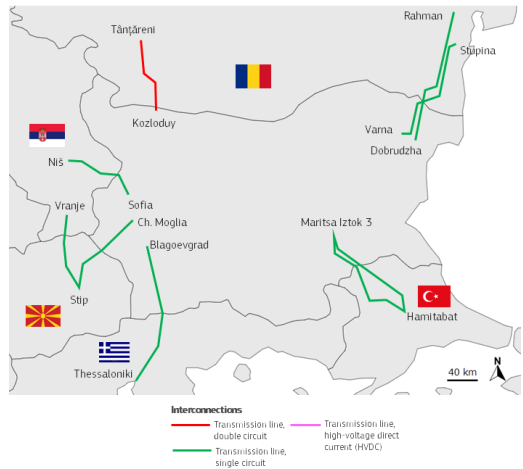 Rahman
Tânțăreni
Stupina
Kozloduy
Varna
Dobrudzha
Niš
Vranje
Sofia
Ch. Moglia
Maritsa Iztok 3
Blagoevgrad
Stip
Hamitabat
Thessaloniki
N
40 km
Interconnections
Transmission line,
double circuit
Transmission line,
high-voltage direct
current (HVDC)
Transmission line,
single circuit